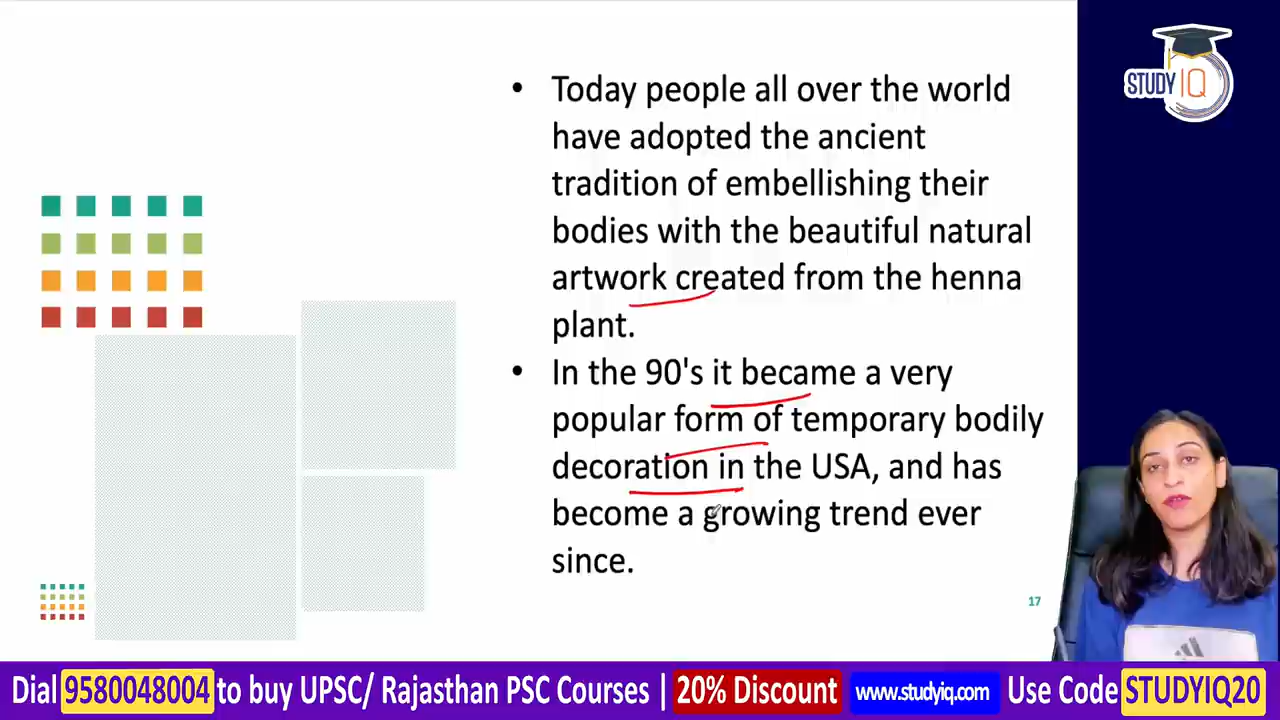 STUDY IQ
• Today people all over the world
have adopted the ancient
tradition of embellishing their
bodies with the beautiful natural
artwork created from the henna
plant.
• In the 90's it became a very
popular form of temporary bodily
decoration in the USA, and has
become a growing trend ever
since.
17
Dial 9580048004 to buy UPSC/ Rajasthan PSC Courses | 20% Discount www.studyiq.com Use Code STUDYIQ20